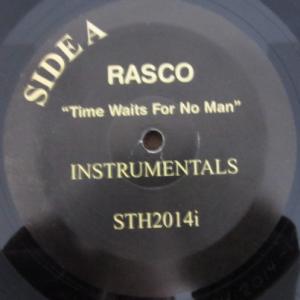 SIDE A
RASCO
"Time Waits For No Man"
INSTRUMENTALS
STH2014i